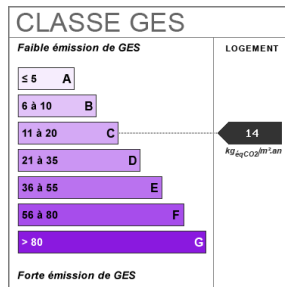 CLASSE GES
Faible émission de GES
LOGEMENT
≤ 5 A
6 à 10 B
11 à 20 C
14
kgéqCO2/m².an
21 à 35 D
36 à 55 E
56 à 80 F
> 80 G
Forte émission de GES